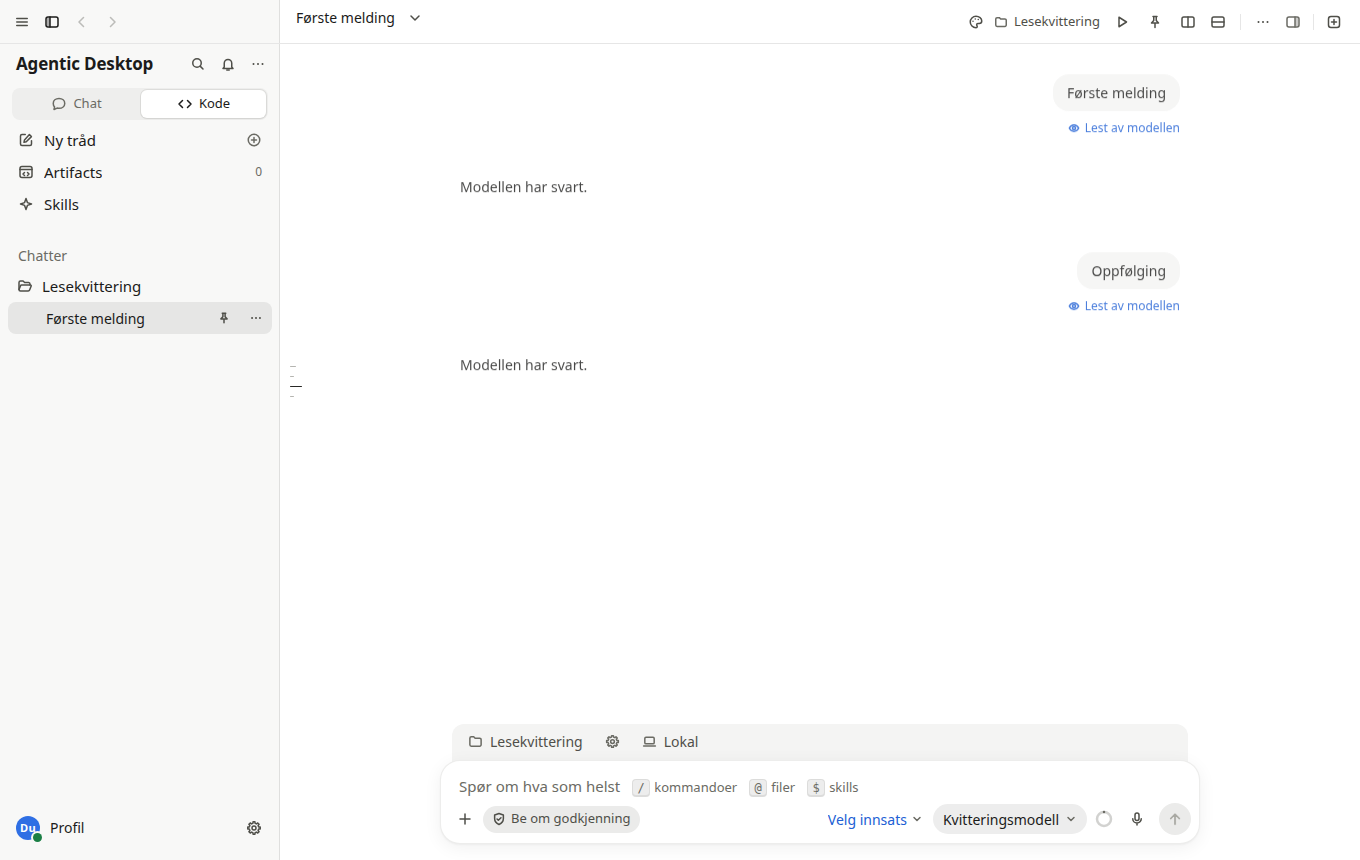 Første melding
Lesekvittering
Agentic Desktop
Chat
Kode
Ny tråd
Artifacts 0
Skills
Chatter
Lesekvittering
Første melding
Første melding
Lest av modellen
Modellen har svart.
Oppfølging
Lest av modellen
Modellen har svart.
Lesekvittering Lokal
Spør om hva som helst / kommandoer @ filer $ skills
Be om godkjenning Velg innsats Kvitteringsmodell
Du Profil